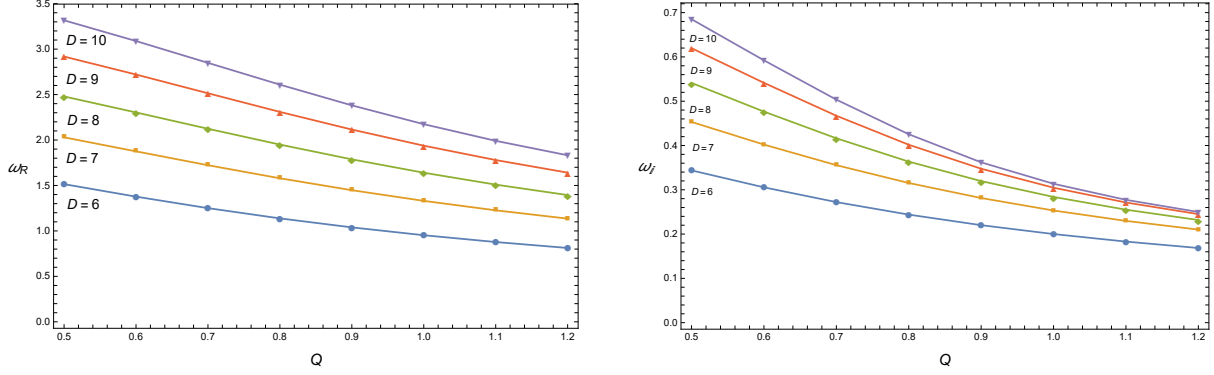 3.5
3.0
2.5
2.0
1.5
1.0
0.5
0.0
ωR
D = 10
D = 9
D = 8
D = 7
D = 6
0.5 0.6 0.7 0.8 0.9 1.0 1.1 1.2
Q
0.7
0.6
0.5
0.4
0.3
0.2
0.1
0.0
ωi
D = 10
D = 9
D = 8
D = 7
D = 6
0.5 0.6 0.7 0.8 0.9 1.0 1.1 1.2
Q